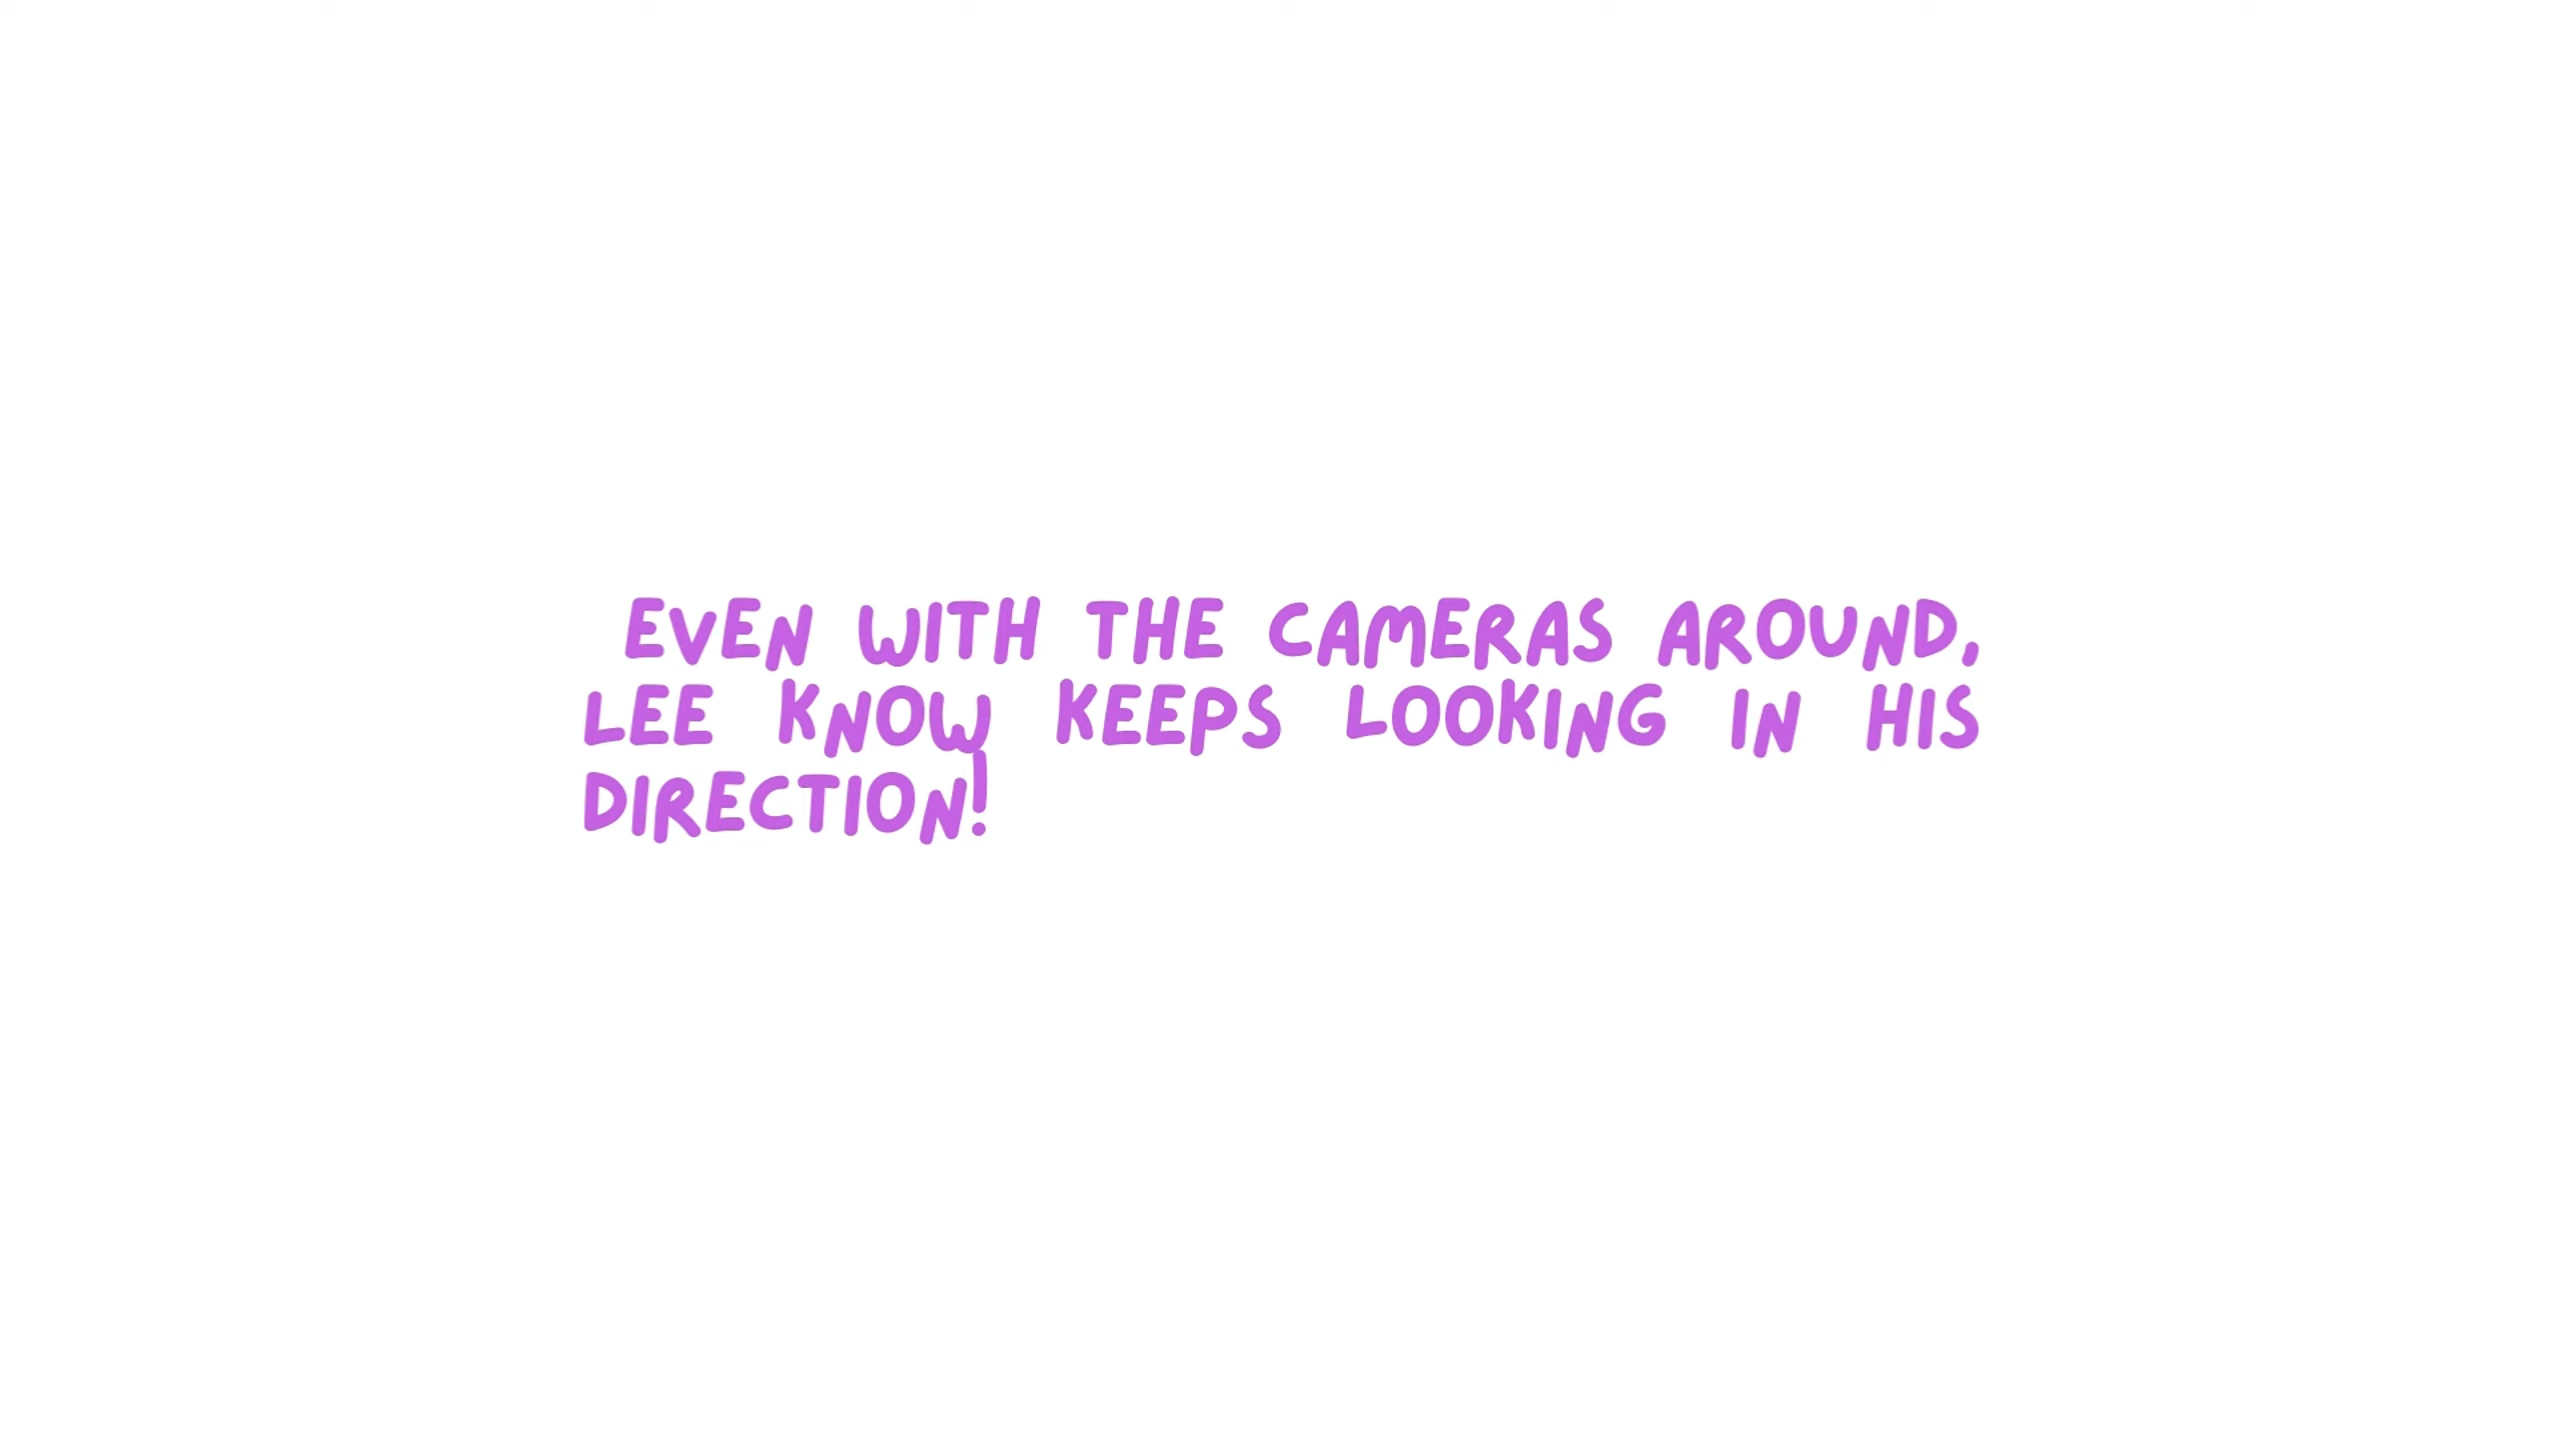 EVEN WITH THE CAMERAS AROUND,
LEE KNOW KEEPS LOOKING IN HIS
DIRECTION!